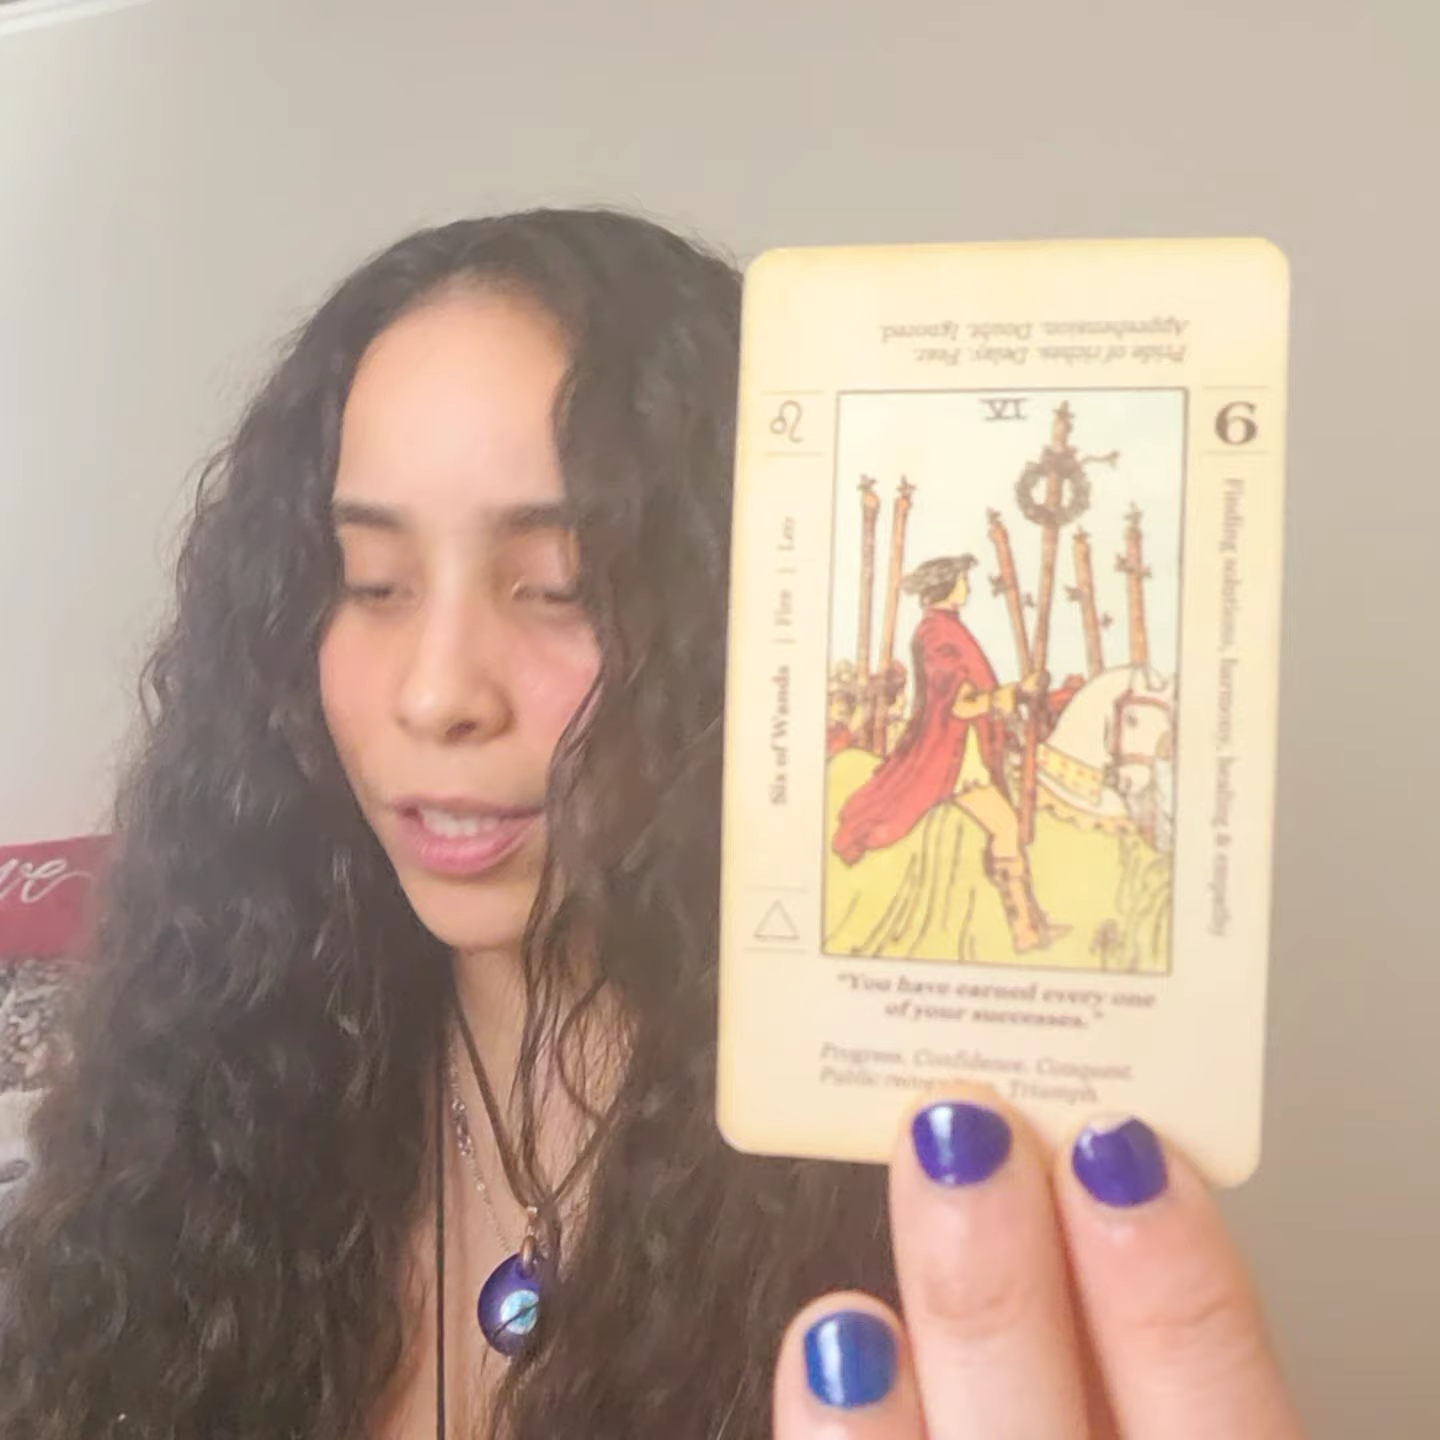 Pride of riches. Delay. Fear.
Apprehension. Doubt. Ignored.
VI
6
Six of Wands | Fire | Leo
Finding solutions, harmony, healing & empathy
"You have earned every one
of your successes."
Progress. Confidence. Conquest.
Public Triumph.